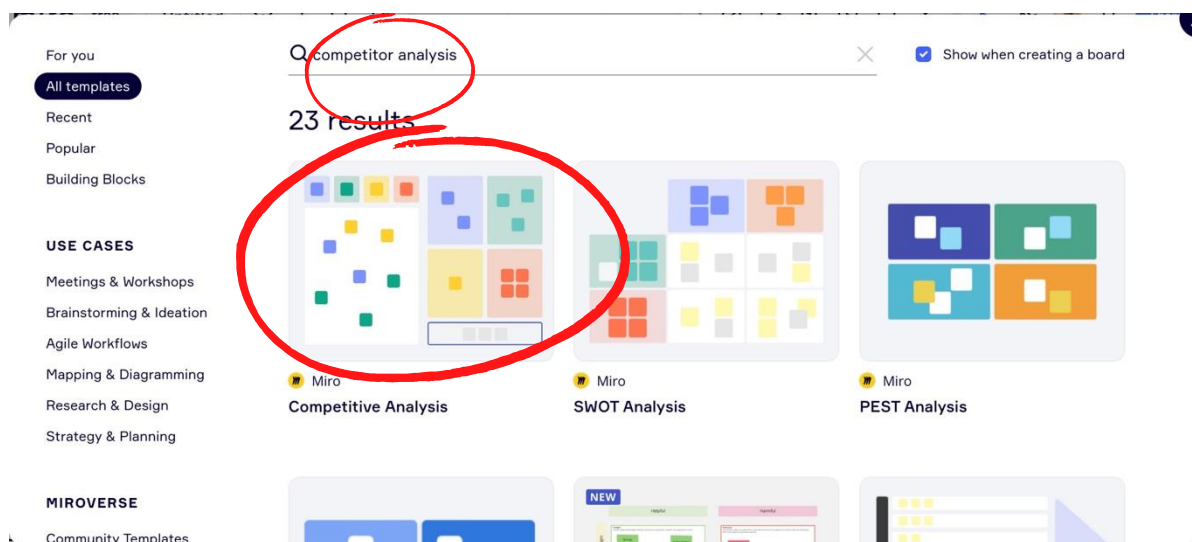 For you
All templates
Recent
Popular
Building Blocks
USE CASES
Meetings & Workshops
Brainstorming & Ideation
Agile Workflows
Mapping & Diagramming
Research & Design
Strategy & Planning
MIROVERSE
Community Templates
competitor analysis
Show when creating a board
23 results
Miro
Competitive Analysis
Miro
SWOT Analysis
Miro
PEST Analysis
NEW
Helpful
Harmful